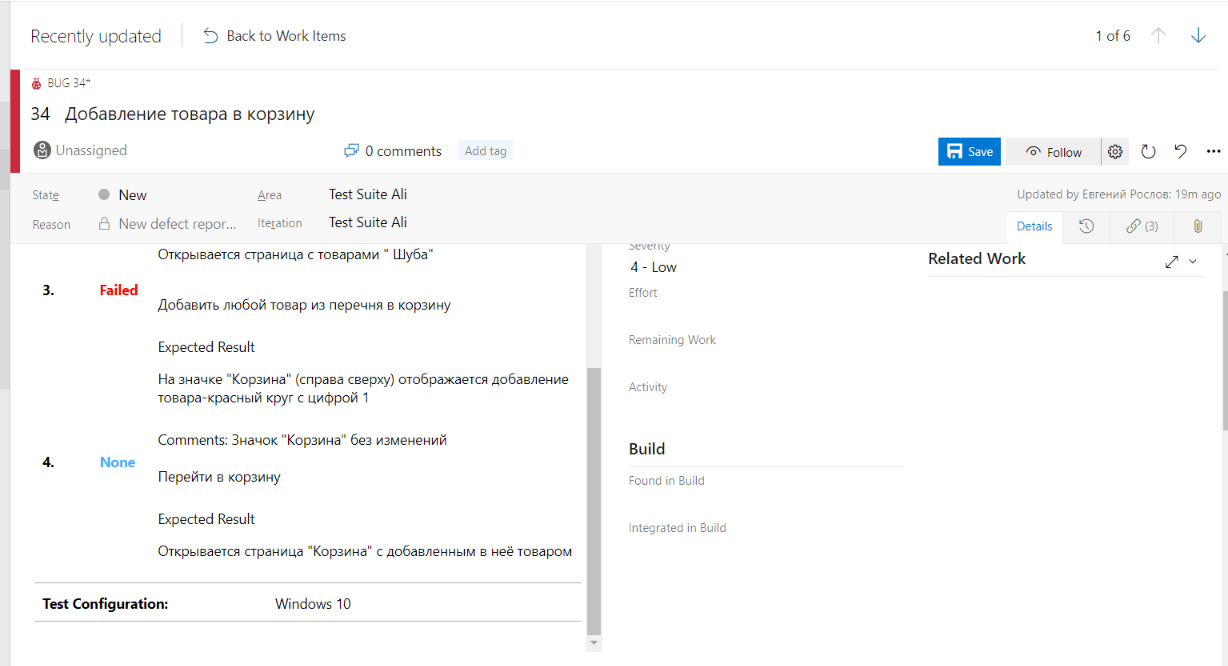 Recently updated
Back to Work Items
1 of 6
BUG 34*
34 Добавление товара в корзину
Unassigned
0 comments
Add tag
Save
Follow
State
New
Area
Test Suite Ali
Updated by Евгений Рослов: 19m ago
Reason
New defect repor...
Iteration
Test Suite Ali
Details
(3)
Открывается страница с товарами " Шуба"
3. Failed
Добавить любой товар из перечня в корзину
Expected Result
На значке "Корзина" (справа сверху) отображается добавление
товара-красный круг с цифрой 1
Comments: Значок "Корзина" без изменений
4. None
Перейти в корзину
Expected Result
Открывается страница "Корзина" с добавленным в неё товаром
Test Configuration: Windows 10
Severity
4 - Low
Effort
Remaining Work
Activity
Build
Found in Build
Integrated in Build
Related Work